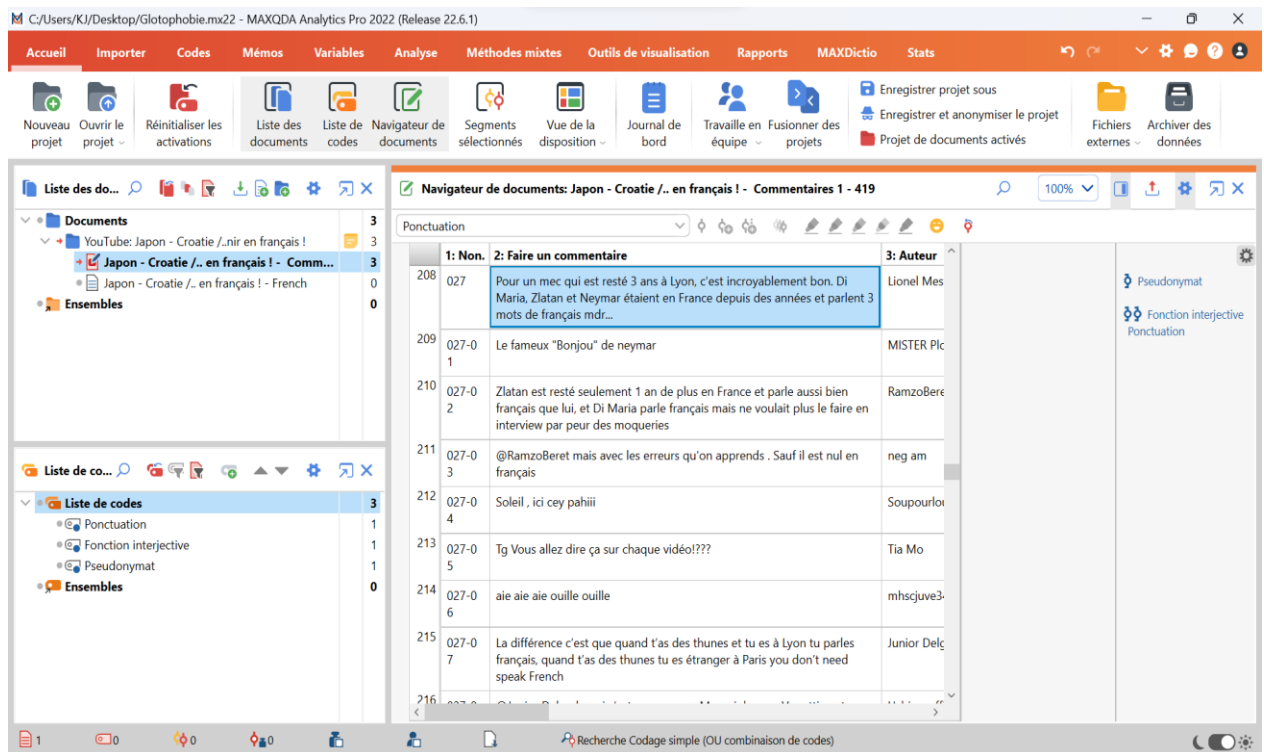 C:/Users/KJ/Desktop/Glotophobie.mx22 - MAXQDA Analytics Pro 2022 (Release 22.6.1)
Accueil Importer Codes Mémos Variables Analyse Méthodes mixtes Outils de visualisation Rapports MAXDictio Stats
Nouveau projet
Ouvrir le projet
Réinitialiser les activations
Liste des documents
Liste de codes
Navigateur de documents
Segments sélectionnés
Vue de la disposition
Journal de bord
Travaille en équipe
Fusionner des projets
Enregistrer projet sous
Enregistrer et anonymiser le projet
Projet de documents activés
Fichiers externes
Archiver des données
Liste des do...
Documents 3
YouTube: Japon - Croatie /..nir en français ! 3
Japon - Croatie /.. en français ! - Comm... 3
Japon - Croatie /.. en français ! - French 0
Ensembles 0
Liste de co...
Liste de codes 3
Ponctuation 1
Fonction interjective 1
Pseudonymat 1
Ensembles 0
Navigateur de documents: Japon - Croatie /.. en français ! - Commentaires 1 - 419
100%
Ponctuation
1: Non. 2: Faire un commentaire 3: Auteur
208 027 Pour un mec qui est resté 3 ans à Lyon, c'est incroyablement bon. Di Lionel Mes
Maria, Zlatan et Neymar étaient en France depuis des années et parlent 3
mots de français mdr...
209 027-0 Le fameux "Bonjou" de neymar MISTER Plo
1
210 027-0 Zlatan est resté seulement 1 an de plus en France et parle aussi bien RamzoBere
2 français que lui, et Di Maria parle français mais ne voulait plus le faire en
interview par peur des moqueries
211 027-0 @RamzoBeret mais avec les erreurs qu'on apprends . Sauf il est nul en neg am
3 français
212 027-0 Soleil , ici cey pahiii Soupourlou
4
213 027-0 Tg Vous allez dire ça sur chaque vidéo!??? Tia Mo
5
214 027-0 aie aie aie ouille ouille mhscjuve34
6
215 027-0 La différence c'est que quand t'as des thunes et tu es à Lyon tu parles Junior Delg
7 français, quand t'as des thunes tu es étranger à Paris you don't need
speak French
216
Pseudonymat
Fonction interjective
Ponctuation
1 0 0 0 Recherche Codage simple (OU combinaison de codes)